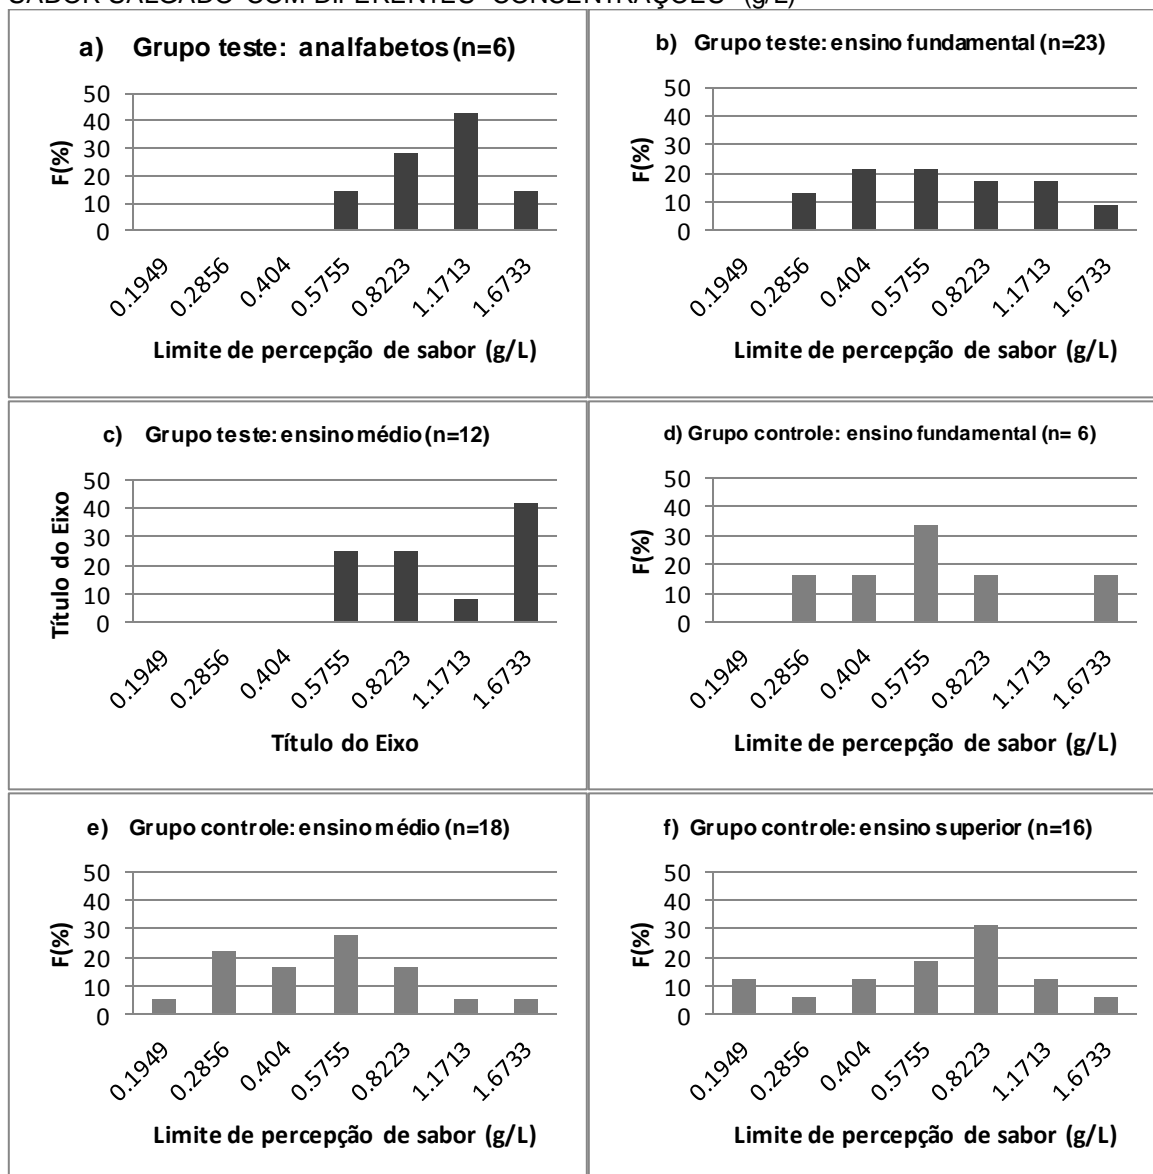 SABOR SALGADO COM DIFERENTES CONCENTRAÇÕES (g/L)
a) Grupo teste: analfabetos (n=6)
F(%)
50
40
30
20
10
0
0.1949 0.2856 0.404 0.5755 0.8223 1.1713 1.6733
Limite de percepção de sabor (g/L)
b) Grupo teste: ensino fundamental (n=23)
F(%)
50
40
30
20
10
0
0.1949 0.2856 0.404 0.5755 0.8223 1.1713 1.6733
Limite de percepção de sabor (g/L)
c) Grupo teste: ensino médio (n=12)
Título do Eixo
50
40
30
20
10
0
0.1949 0.2856 0.404 0.5755 0.8223 1.1713 1.6733
Título do Eixo
d) Grupo controle: ensino fundamental (n= 6)
F(%)
50
40
30
20
10
0
0.1949 0.2856 0.404 0.5755 0.8223 1.1713 1.6733
Limite de percepção de sabor (g/L)
e) Grupo controle: ensino médio (n=18)
F(%)
50
40
30
20
10
0
0.1949 0.2856 0.404 0.5755 0.8223 1.1713 1.6733
Limite de percepção de sabor (g/L)
f) Grupo controle: ensino superior (n=16)
F(%)
50
40
30
20
10
0
0.1949 0.2856 0.404 0.5755 0.8223 1.1713 1.6733
Limite de percepção de sabor (g/L)